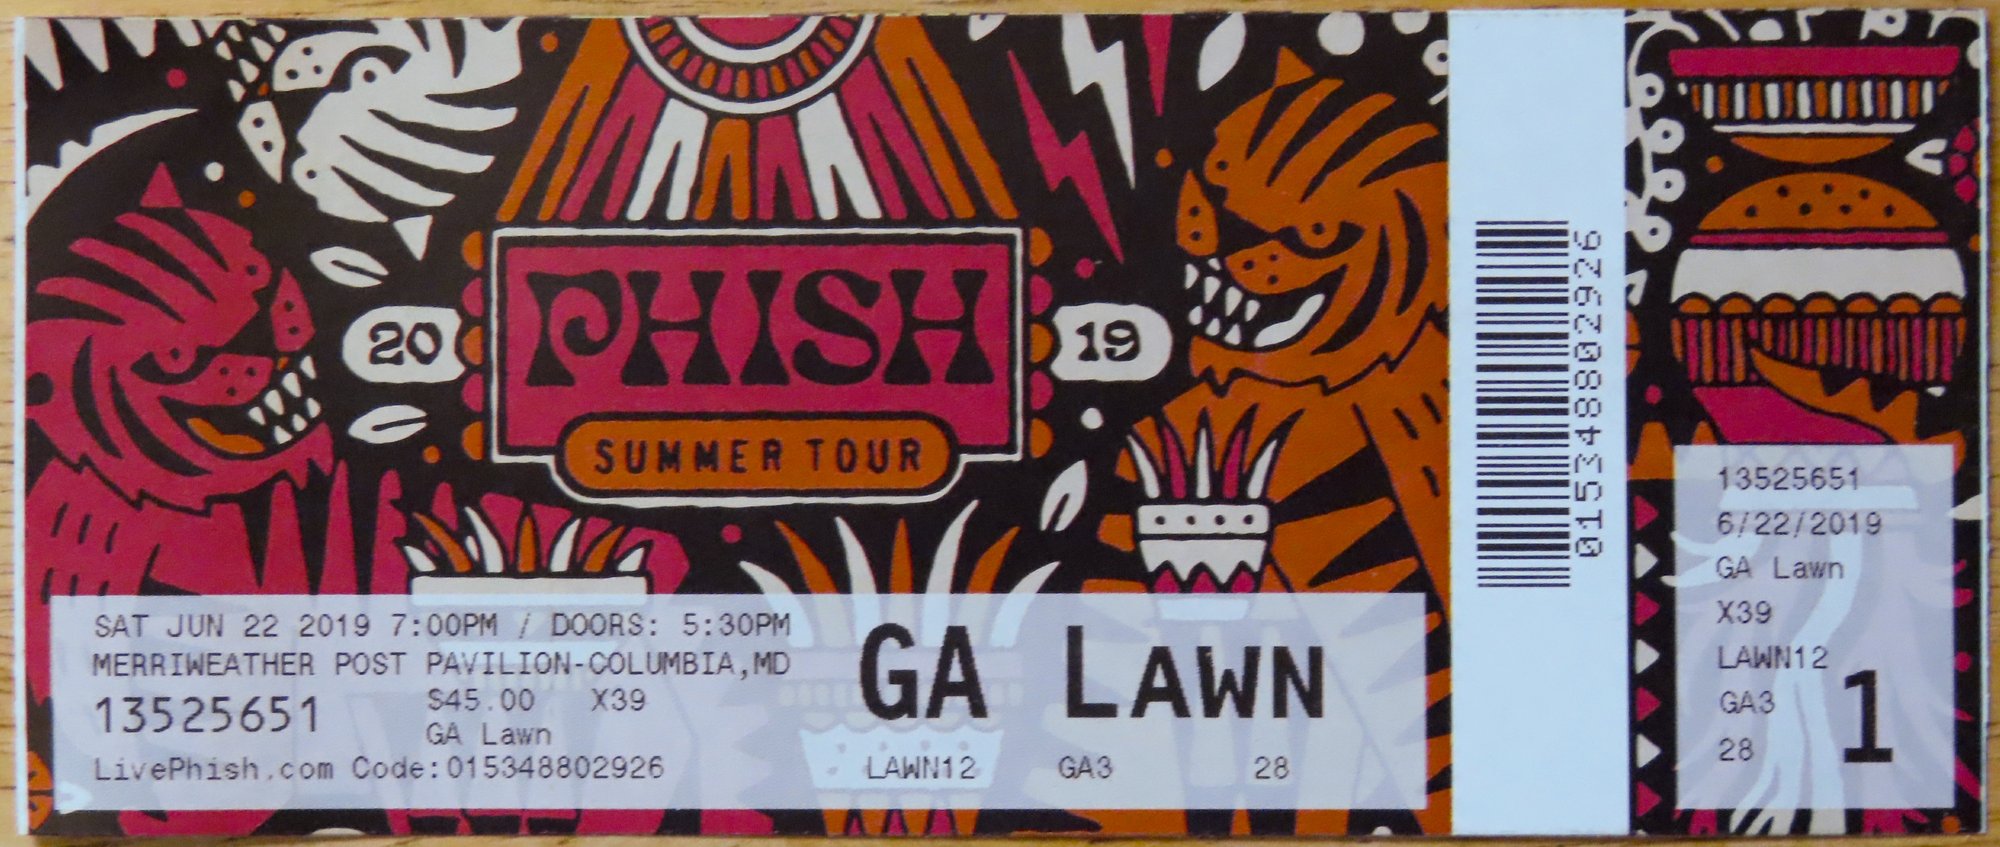 20 PHISH 19
SUMMER TOUR
SAT JUN 22 2019 7:00PM / DOORS: 5:30PM
MERRIWEATHER POST PAVILION-COLUMBIA,MD
13525651 $45.00 X39
GA Lawn
LivePhish.com Code:015348802926
GA LAWN
LAWN12 GA3 28
015348802926
13525651
6/22/2019
GA Lawn
X39
LAWN12
GA3
28
1